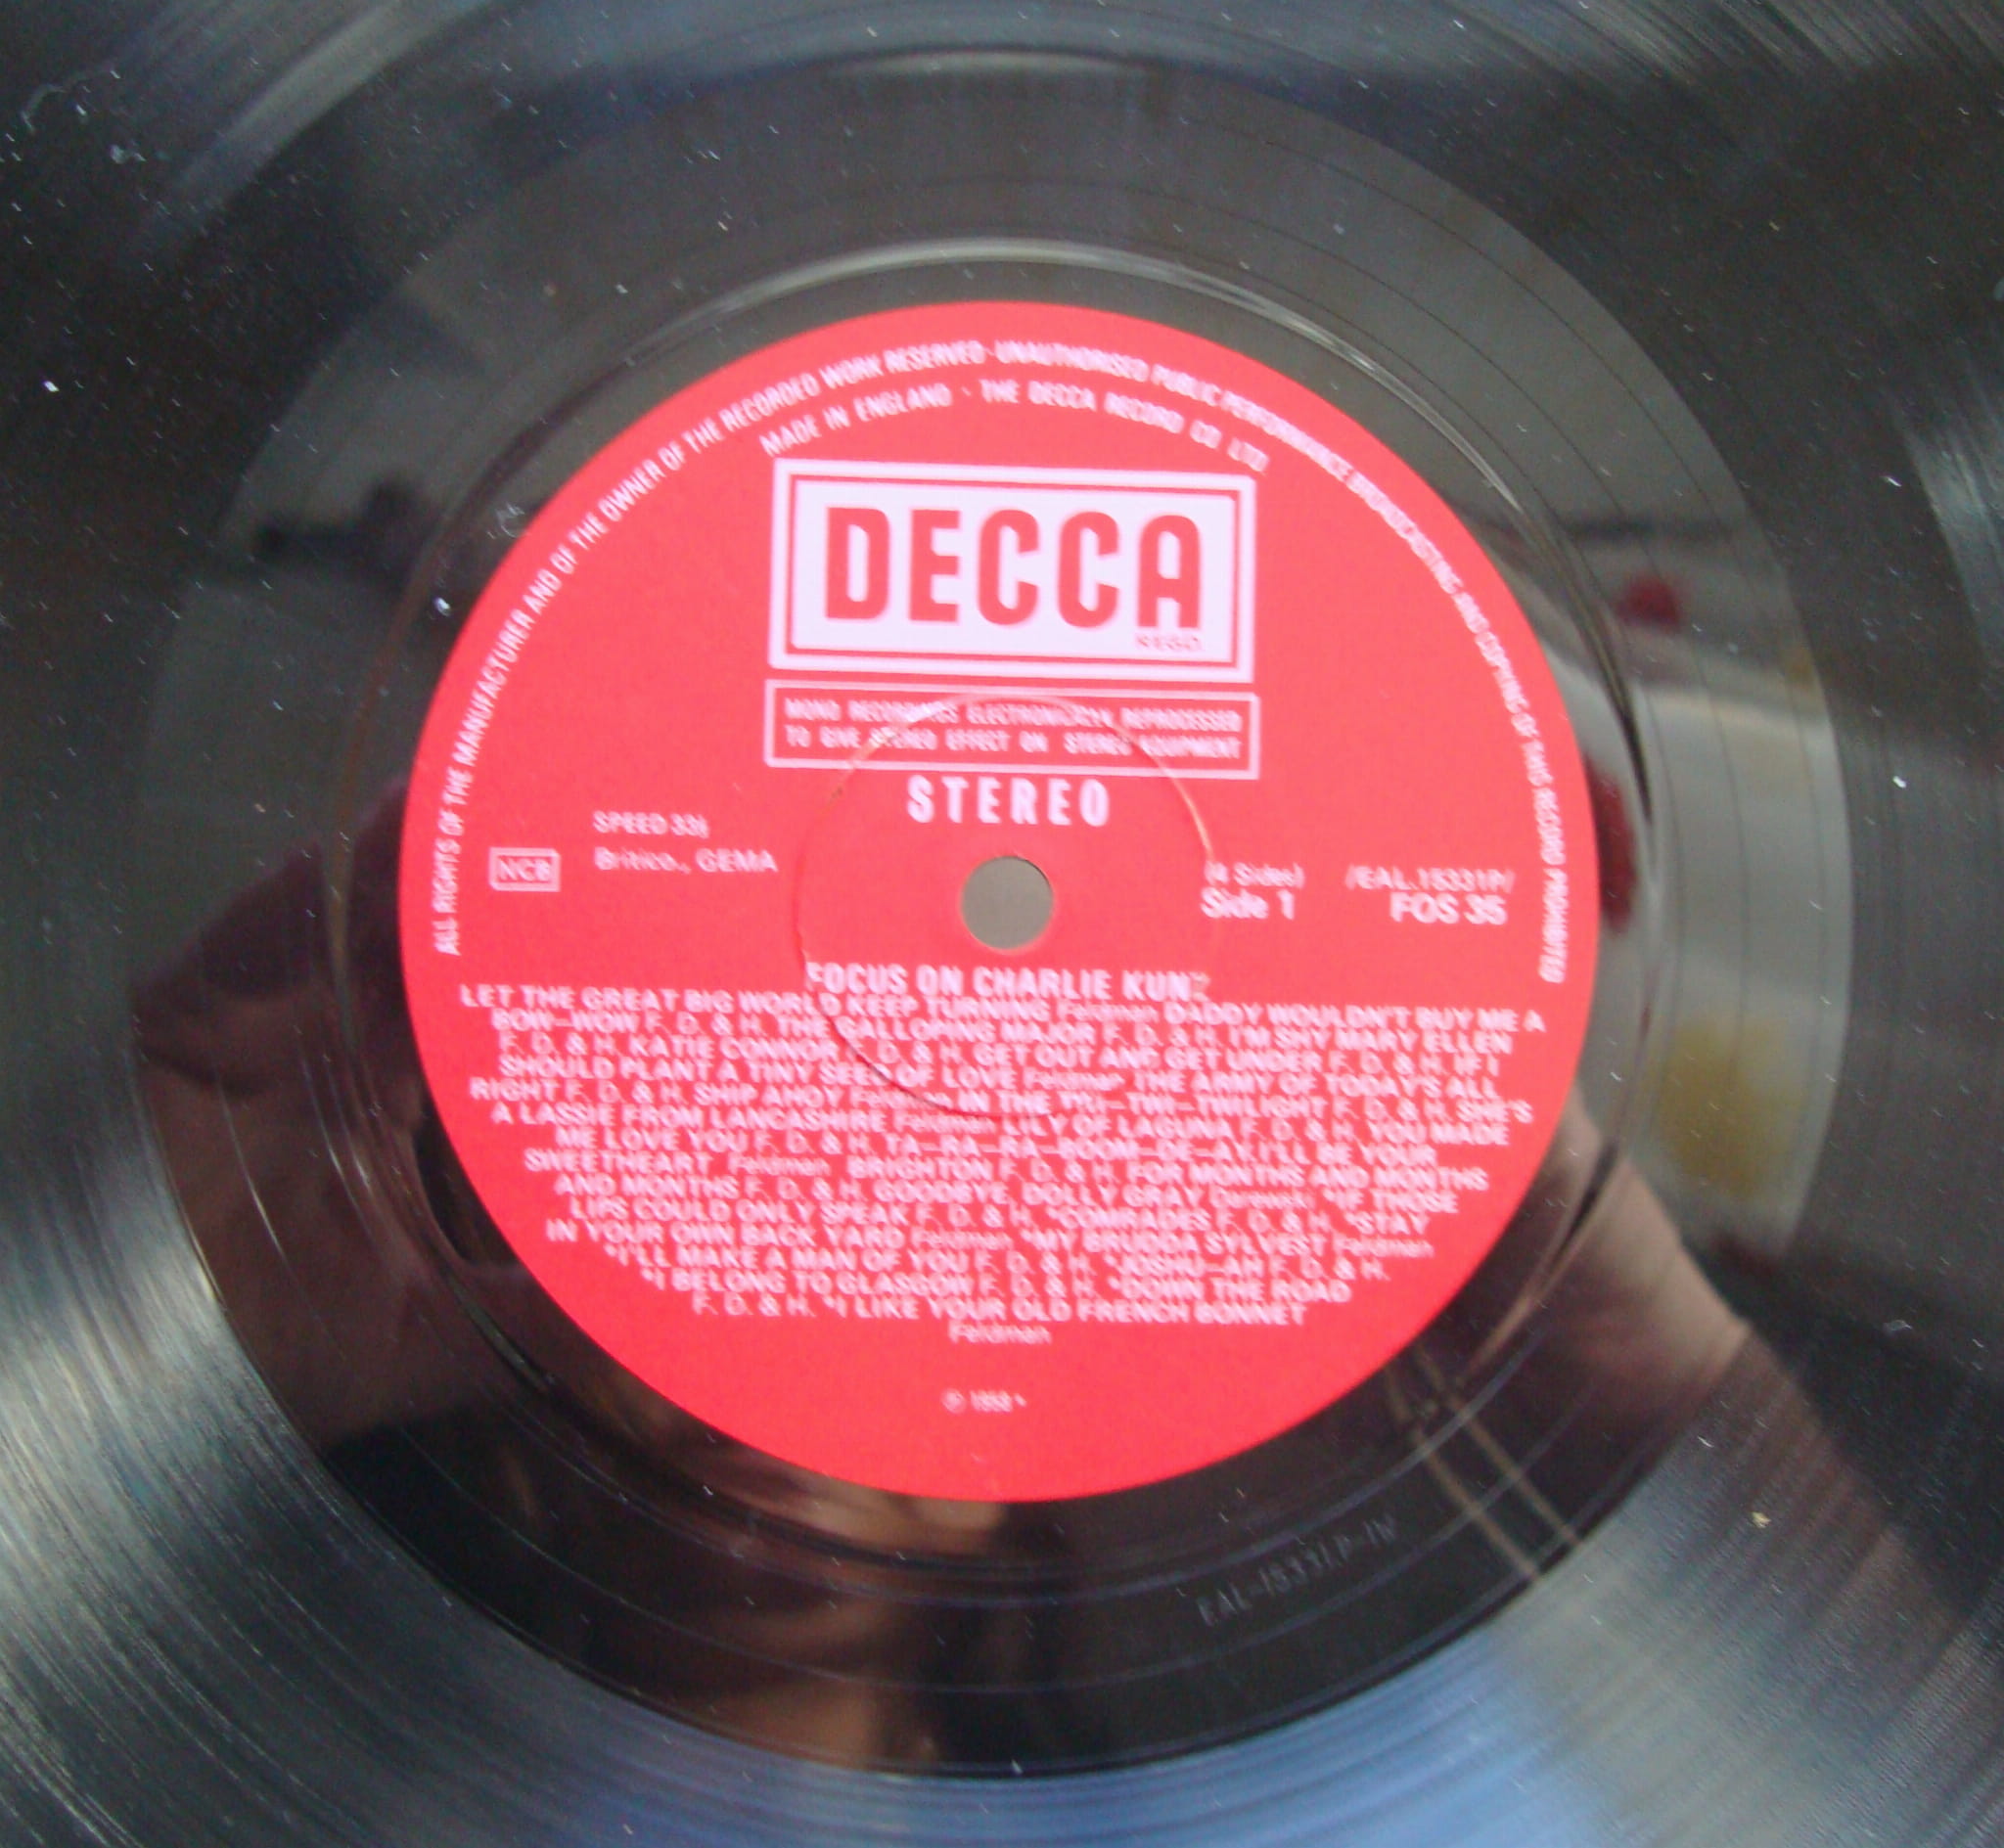 ALL RIGHTS OF THE MANUFACTURER AND OF THE OWNER OF THE RECORDED WORK RESERVED · UNAUTHORISED PUBLIC PERFORMANCE BROADCASTING AND COPYING OF THIS RECORD PROHIBITED
MADE IN ENGLAND · THE DECCA RECORD CO LTD
DECCA
REGD.
MONO RECORDINGS ELECTRONICALLY REPROCESSED
TO GIVE STEREO EFFECT ON STEREO EQUIPMENT
STEREO
SPEED 33⅓
NCB Britico., GEMA
(4 Sides) /EAL.15331P/
Side 1 FOS 35
FOCUS ON CHARLIE KUNZ
LET THE GREAT BIG WORLD KEEP TURNING Feldman DADDY WOULDN'T BUY ME A
BOW-WOW F. D. & H. THE GALLOPING MAJOR F. D. & H. I'M SHY MARY ELLEN
F. D. & H. KATIE CONNOR F. D. & H. GET OUT AND GET UNDER F. D. & H. IF I
SHOULD PLANT A TINY SEED OF LOVE Feldman THE ARMY OF TODAY'S ALL
RIGHT F. D. & H. SHIP AHOY Feldman IN THE TWI-TWI-TWILIGHT F. D. & H. SHE'S
A LASSIE FROM LANCASHIRE Feldman LILY OF LAGUNA F. D. & H. YOU MADE
ME LOVE YOU F. D. & H. TA-RA-RA-BOOM-DE-AY. I'LL BE YOUR
SWEETHEART Feldman BRIGHTON F. D. & H. FOR MONTHS AND MONTHS
AND MONTHS F. D. & H. GOODBYE, DOLLY GRAY *IF THOSE
LIPS COULD ONLY SPEAK F. D. & H. *COMRADES F. D. & H. *STAY
IN YOUR OWN BACK YARD Feldman *MY BRUDDA SYLVEST Feldman
*I'LL MAKE A MAN OF YOU F. D. & H. *JOSHU-AH F. D. & H.
*I BELONG TO GLASGOW F. D. & H. *DOWN THE ROAD
F. D. & H. *I LIKE YOUR OLD FRENCH BONNET
Feldman
EAL-15331P-1W